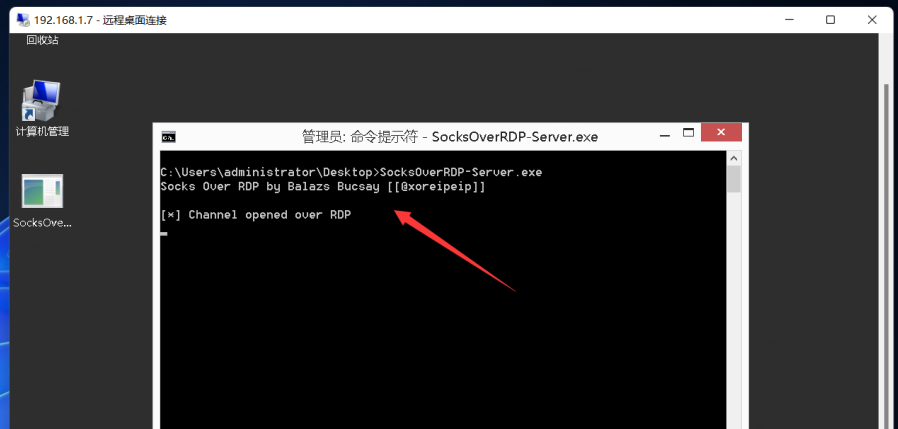 192.168.1.7 - 远程桌面连接
回收站
计算机管理
SocksOve...
管理员: 命令提示符 - SocksOverRDP-Server.exe
C:\Users\administrator\Desktop>SocksOverRDP-Server.exe
Socks Over RDP by Balazs Bucsay [[@xoreipeip]]
[*] Channel opened over RDP